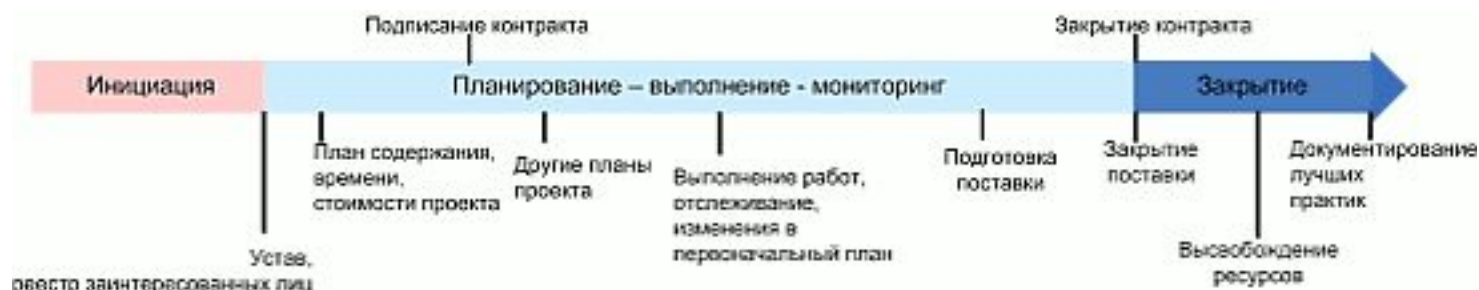 Подписание контракта
Закрытие контракта
Инициация
Планирование – выполнение - мониторинг
Закрытие
План содержания,
времени,
стоимости проекта
Другие планы
проекта
Выполнение работ,
отслеживание,
изменения в
первоначальный план
Подготовка
поставки
Закрытие
поставки
Документирование
лучших
практик
Устав,
реестр заинтересованных лиц
Высвобождение
ресурсов